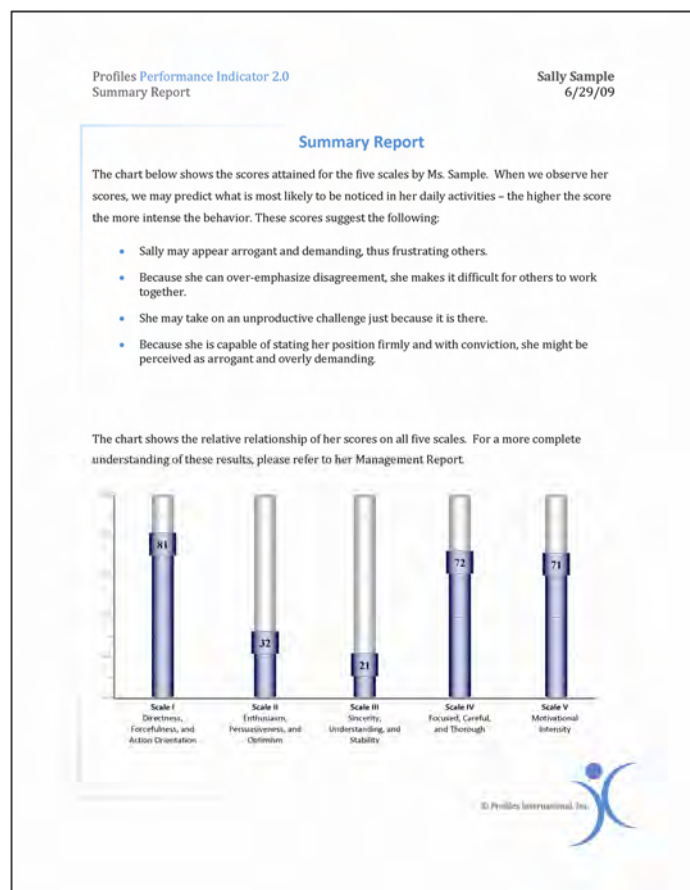 Profiles Performance Indicator 2.0
Summary Report
Sally Sample
6/29/09
Summary Report
The chart below shows the scores attained for the five scales by Ms. Sample. When we observe her
scores, we may predict what is most likely to be noticed in her daily activities – the higher the score
the more intense the behavior. These scores suggest the following:
• Sally may appear arrogant and demanding, thus frustrating others.
• Because she can over-emphasize disagreement, she makes it difficult for others to work
together.
• She may take on an unproductive challenge just because it is there.
• Because she is capable of stating her position firmly and with conviction, she might be
perceived as arrogant and overly demanding.
The chart shows the relative relationship of her scores on all five scales. For a more complete
understanding of these results, please refer to her Management Report.
81
32
21
72
71
Scale I
Directness,
Forcefulness, and
Action Orientation
Scale II
Enthusiasm,
Persuasiveness, and
Optimism
Scale III
Sincerity,
Understanding, and
Stability
Scale IV
Focused, Careful,
and Thorough
Scale V
Motivational
Intensity
© Profiles International, Inc.